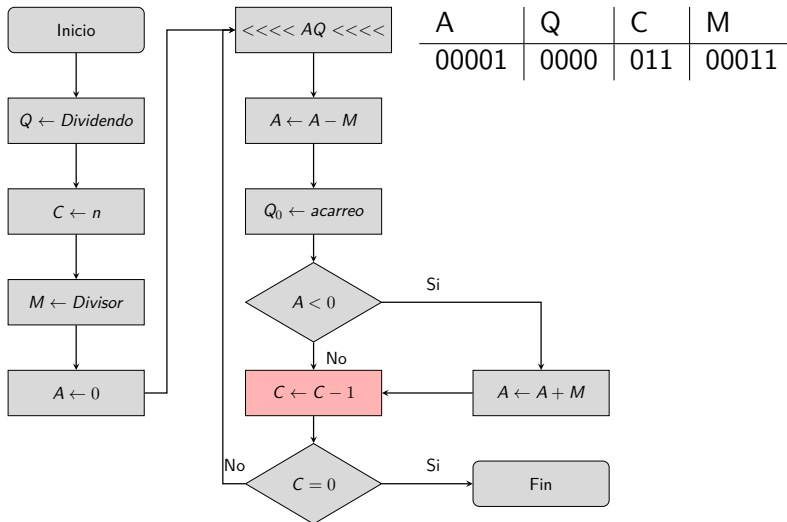 Inicio
Q ← Dividendo
C ← n
M ← Divisor
A ← 0
<<<< AQ <<<<
A ← A − M
Q₀ ← acarreo
A < 0
Si
No
C ← C − 1
A ← A + M
C = 0
No
Si
Fin
A Q C M
00001 0000 011 00011